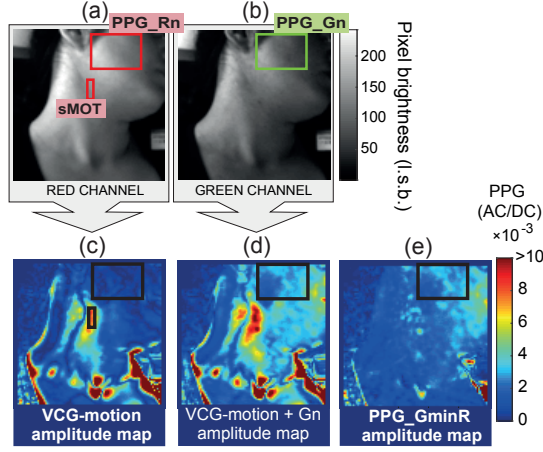 (a)
(b)
PPG_Rn
PPG_Gn
sMOT
200
150
100
50
Pixel brightness (l.s.b.)
RED CHANNEL
GREEN CHANNEL
PPG
(AC/DC)
×10⁻³
(c)
(d)
(e)
>10
8
6
4
2
0
VCG-motion
amplitude map
VCG-motion + Gn
amplitude map
PPG_GminR
amplitude map